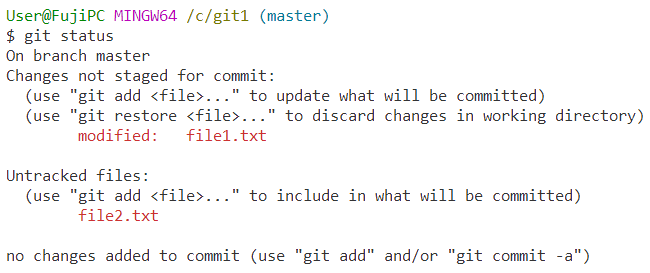 User@FujiPC MINGW64 /c/git1 (master)
$ git status
On branch master
Changes not staged for commit:
  (use "git add <file>..." to update what will be committed)
  (use "git restore <file>..." to discard changes in working directory)
        modified:   file1.txt

Untracked files:
  (use "git add <file>..." to include in what will be committed)
        file2.txt

no changes added to commit (use "git add" and/or "git commit -a")